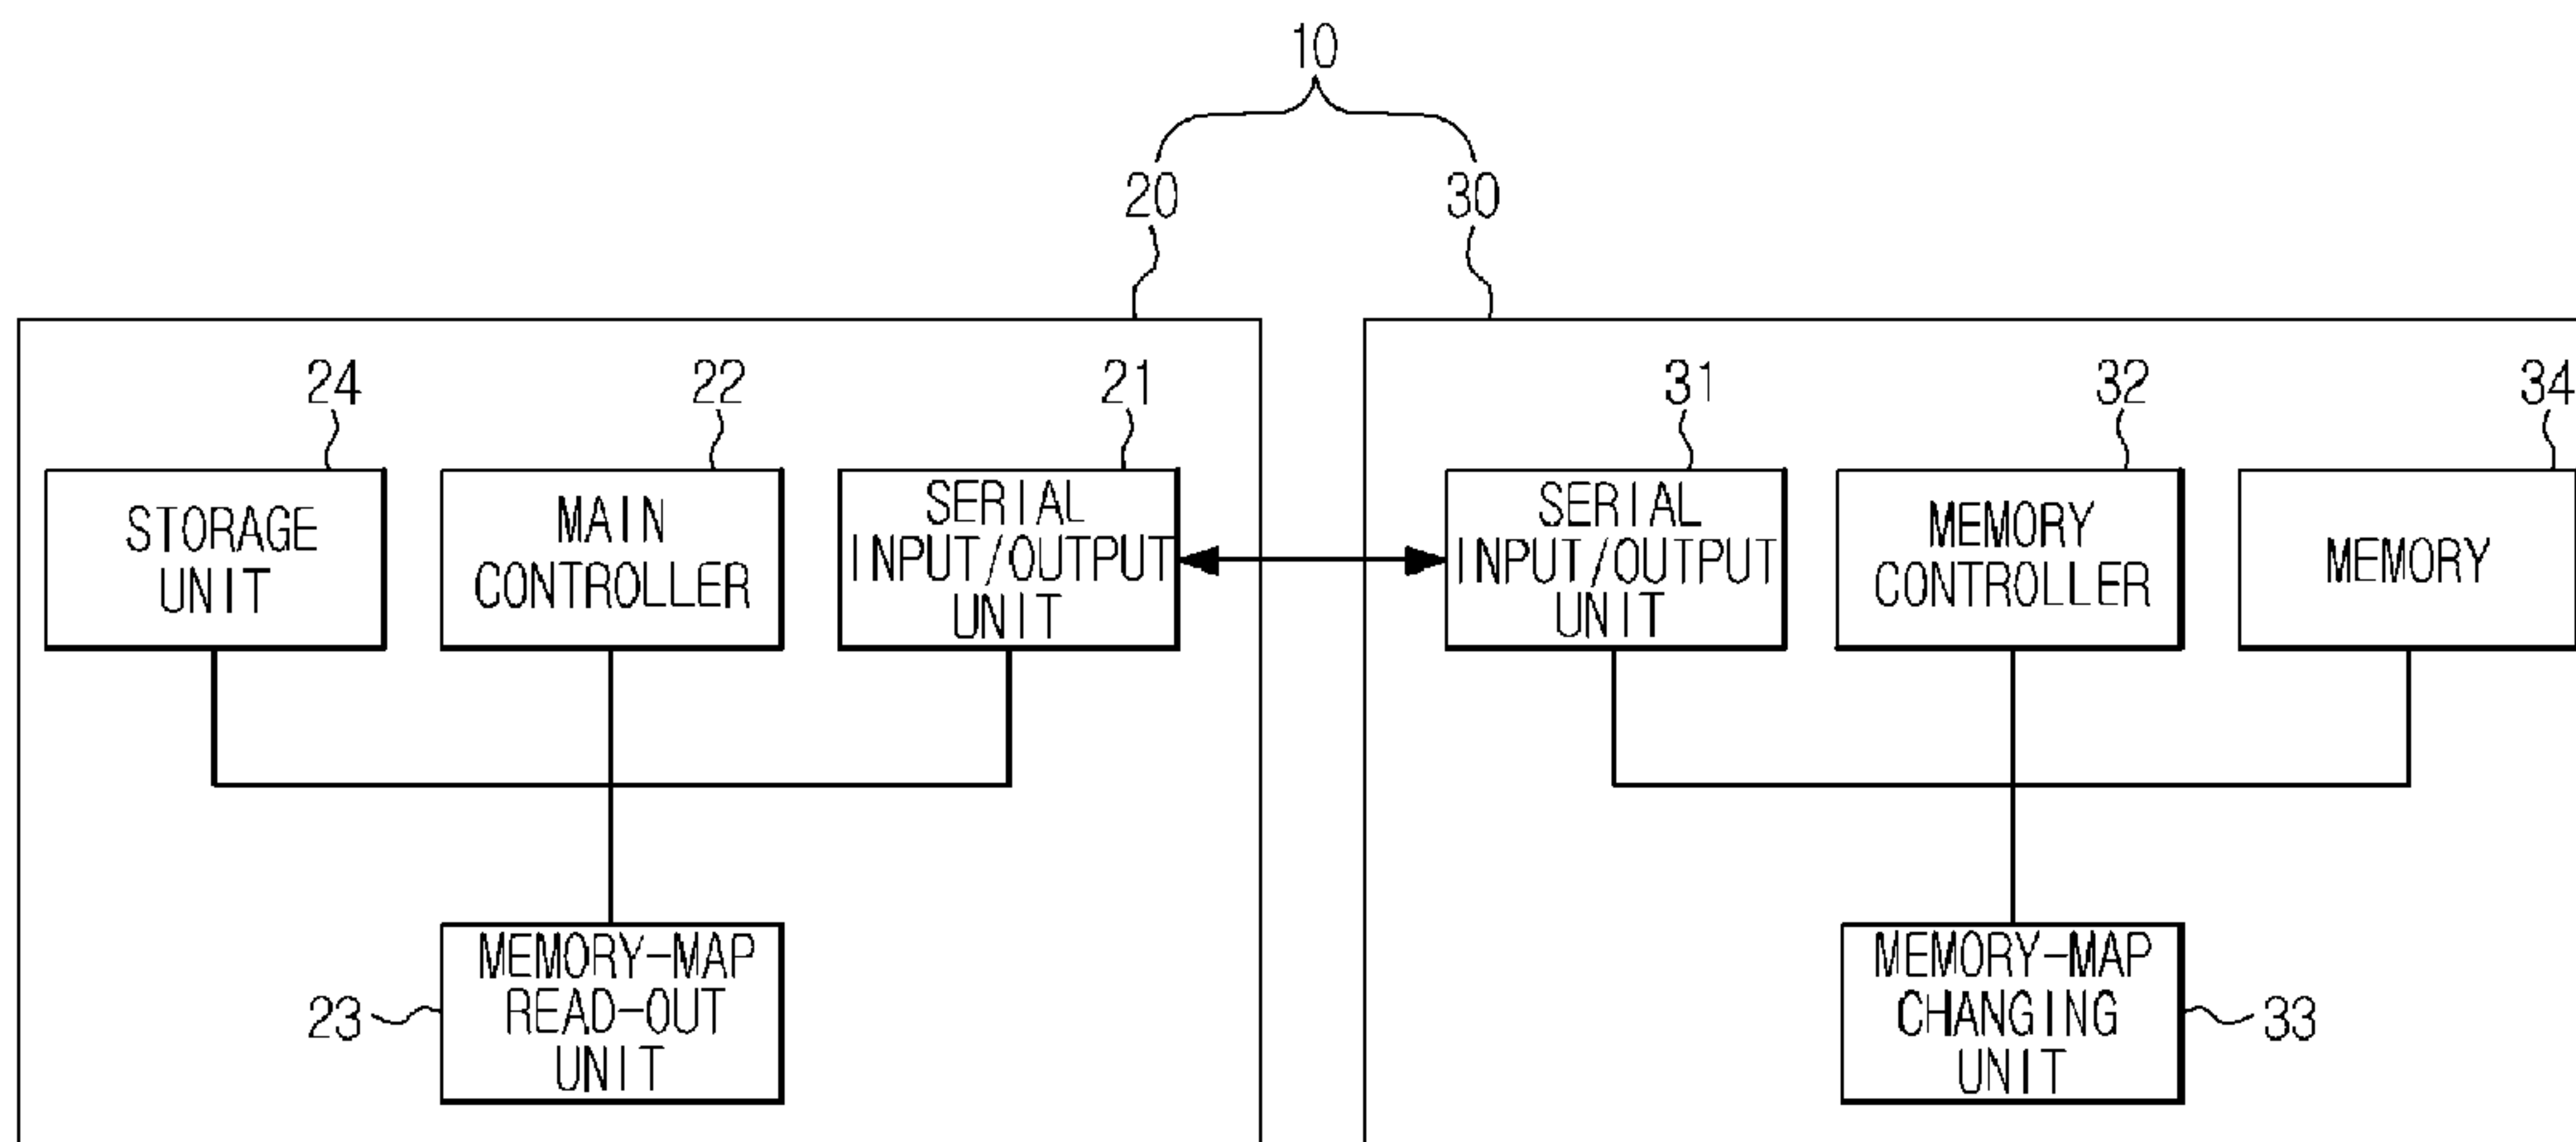 10
20
30
24
22
21
31
32
34
STORAGE
UNIT
MAIN
CONTROLLER
SERIAL
INPUT/OUTPUT
UNIT
SERIAL
INPUT/OUTPUT
UNIT
MEMORY
CONTROLLER
MEMORY
23
MEMORY-MAP
READ-OUT
UNIT
MEMORY-MAP
CHANGING
UNIT
33